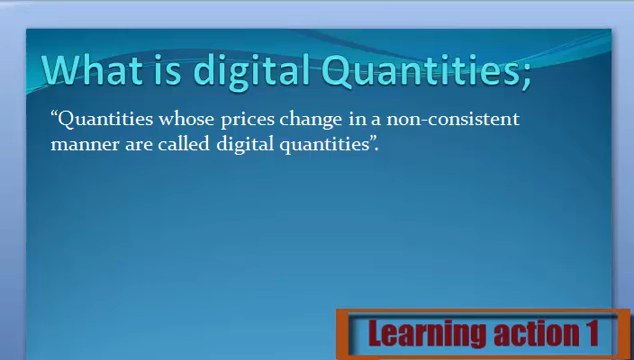 What is digital Quantities;
“Quantities whose prices change in a non-consistent
manner are called digital quantities”.
Learning action 1